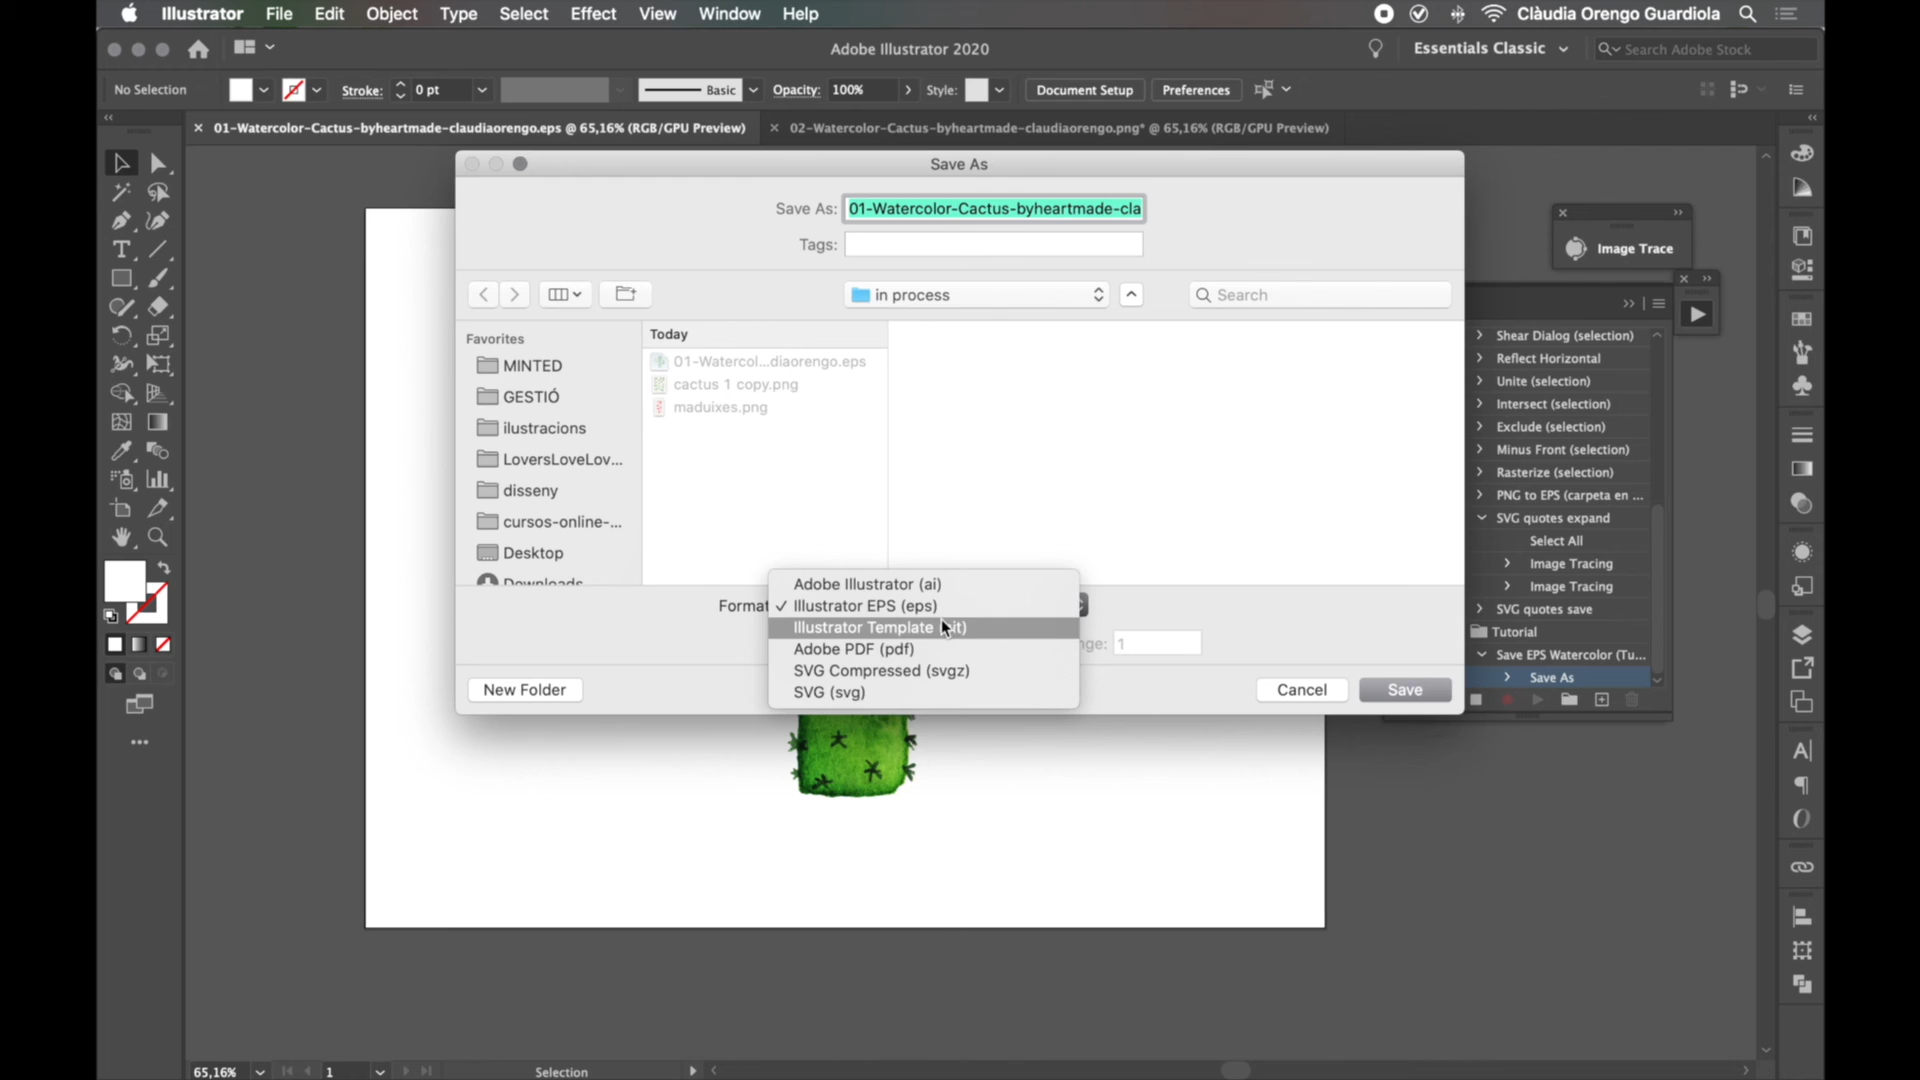 Illustrator File Edit Object Type Select Effect View Window Help
Clàudia Orengo Guardiola
Adobe Illustrator 2020
Essentials Classic
Search Adobe Stock
No Selection
Stroke:
0 pt
Basic
Opacity:
100%
Style:
Document Setup
Preferences
01-Watercolor-Cactus-byheartmade-claudiaorengo.eps @ 65,16% (RGB/GPU Preview)
02-Watercolor-Cactus-byheartmade-claudiaorengo.png* @ 65,16% (RGB/GPU Preview)
Save As
Save As:
01-Watercolor-Cactus-byheartmade-cla
Tags:
in process
Search
Favorites
MINTED
GESTIÓ
ilustracions
LoversLoveLov...
disseny
cursos-online-...
Desktop
Downloads
Today
01-Watercol...diaorengo.eps
cactus 1 copy.png
maduixes.png
Format
Adobe Illustrator (ai)
✓ Illustrator EPS (eps)
Illustrator Template
Adobe PDF (pdf)
SVG Compressed (svgz)
SVG (svg)
nge:
1
New Folder
Cancel
Save
Image Trace
Shear Dialog (selection)
Reflect Horizontal
Unite (selection)
Intersect (selection)
Exclude (selection)
Minus Front (selection)
Rasterize (selection)
PNG to EPS (carpeta en ...
SVG quotes expand
Select All
Image Tracing
Image Tracing
SVG quotes save
Tutorial
Save EPS Watercolor (Tu...
Save As
65,16%
1
Selection